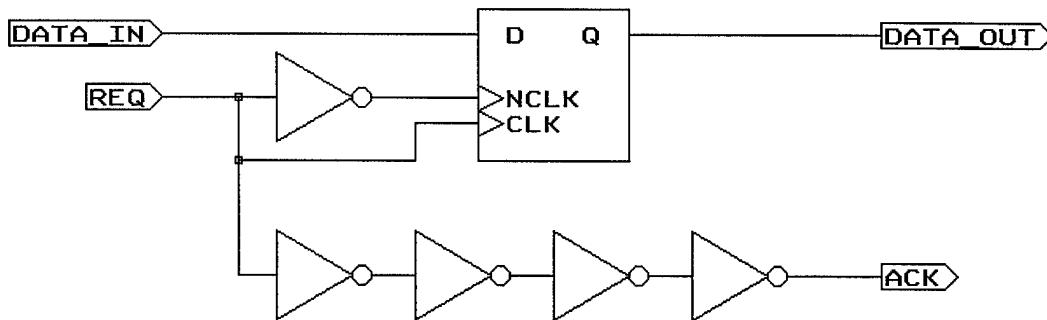 DATA_IN
D Q
DATA_OUT
REQ
NCLK
CLK
ACK